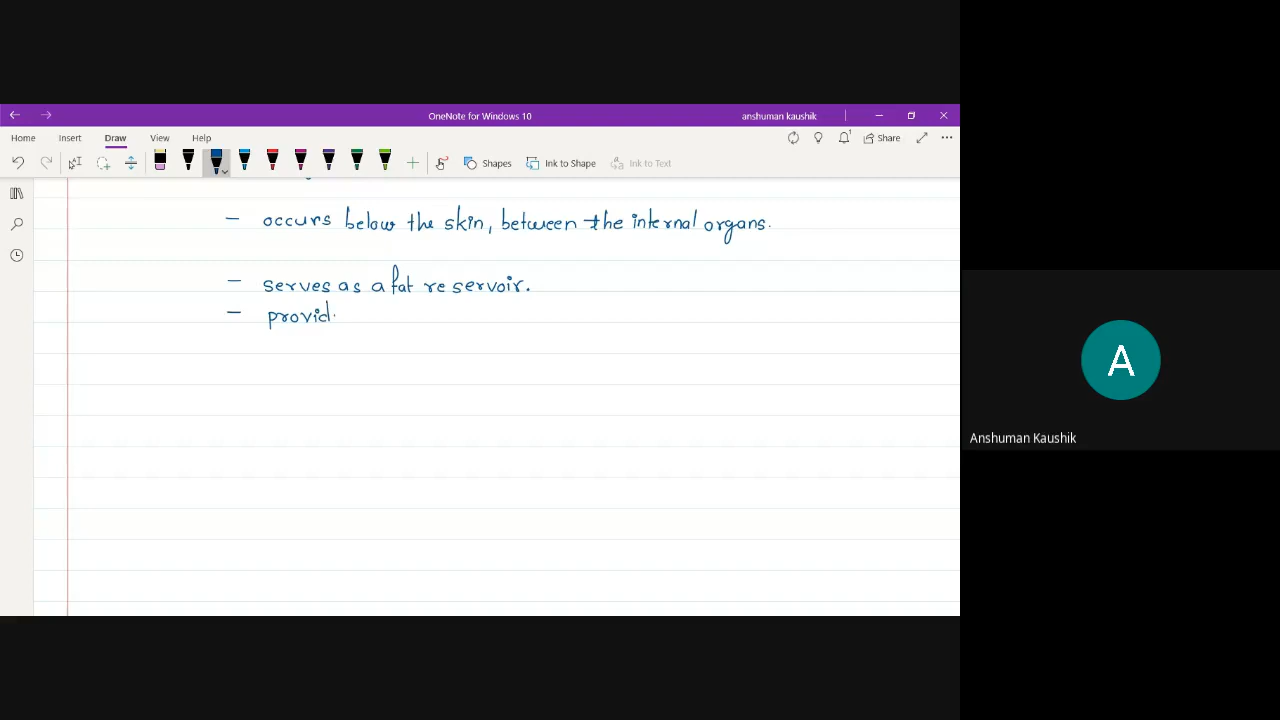 OneNote for Windows 10
anshuman kaushik
Home Insert Draw View Help
Share
Shapes Ink to Shape Ink to Text
- occurs below the skin, between the internal organs.
- serves as a fat reservoir.
- provid
A
Anshuman Kaushik